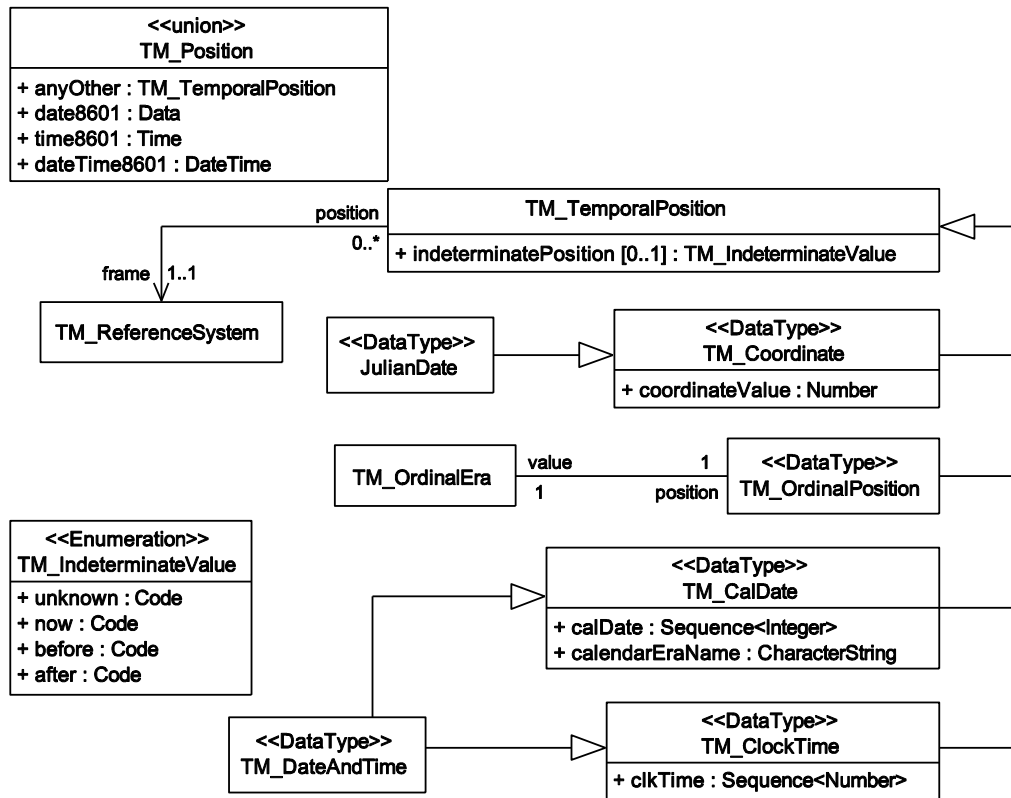 <<union>>
TM_Position
+ anyOther : TM_TemporalPosition
+ date8601 : Data
+ time8601 : Time
+ dateTime8601 : DateTime
TM_TemporalPosition
+ indeterminatePosition [0..1] : TM_IndeterminateValue
position
0..*
frame
1..1
TM_ReferenceSystem
<<DataType>>
JulianDate
<<DataType>>
TM_Coordinate
+ coordinateValue : Number
TM_OrdinalEra
value
1
1
position
<<DataType>>
TM_OrdinalPosition
<<Enumeration>>
TM_IndeterminateValue
+ unknown : Code
+ now : Code
+ before : Code
+ after : Code
<<DataType>>
TM_CalDate
+ calDate : Sequence<Integer>
+ calendarEraName : CharacterString
<<DataType>>
TM_DateAndTime
<<DataType>>
TM_ClockTime
+ clkTime : Sequence<Number>